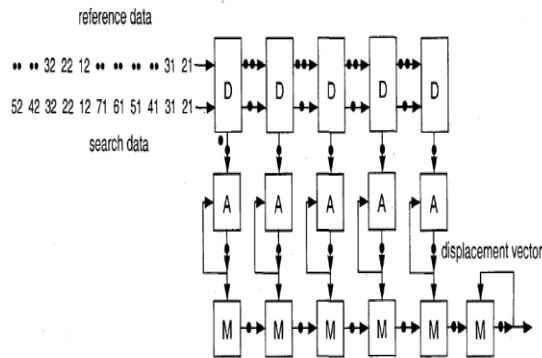 reference data
•• •• 32 22 12 •• •• •• •• 31 21
52 42 32 22 12 71 61 51 41 31 21
search data
D D D D D
A A A A A
displacement vector
M M M M M M